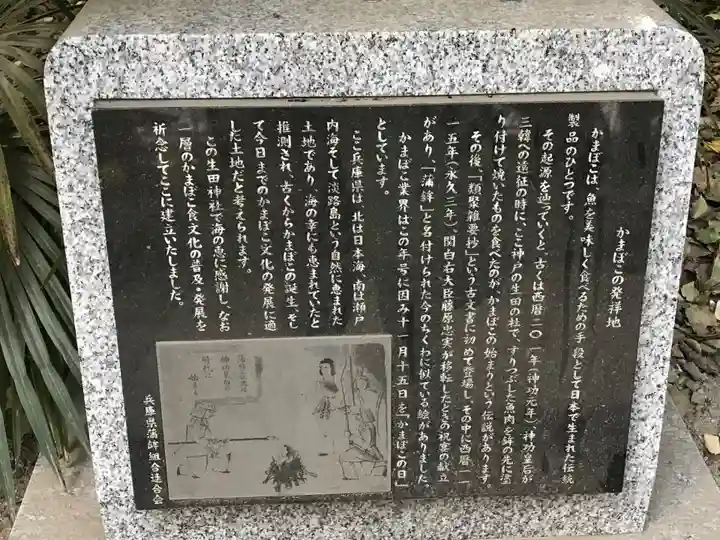 かまぼこの発祥地
かまぼこは、魚を美味しく食べるための手段として日本で生まれた伝統
製品のひとつです。
その起源を辿っていくと、古くは西暦二〇一年(神功元年)神功皇后が
三韓への遠征の時に、ここ神戸の生田の社で、すりつぶした魚肉を鉾の先に塗
り付けて焼いたものを食べたのが、かまぼこの始まりという伝説があります。
その後、「類聚雑要抄」という古文書に初めて登場し、その中に西暦一一
一五年(永久三年)、関白右大臣藤原忠実が移転したときの祝宴の献立
があり、「蒲鉾」と名付けられた今のちくわに似ている絵がありました。
かまぼこ業界はこの年号に因み十一月十五日を「かまぼこの日」
としています。
ここ兵庫県は、北は日本海、南は瀬戸
内海そして淡路島という自然に恵まれた
土地であり、海の幸にも恵まれていたと
推測され、古くからかまぼこの誕生、そし
て今日までのかまぼこ文化の発展に適
した土地だと考えられます。
この生田神社で海の恵に感謝し、なお
一層のかまぼこ食文化の普及・発展を
祈念してここに建立いたしました。
兵庫県蒲鉾組合連合会